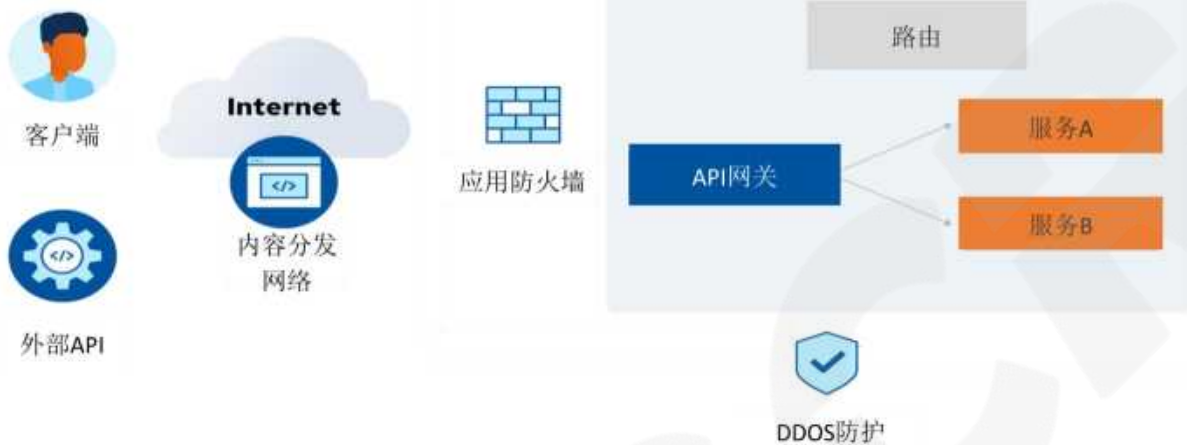 客户端
Internet
</>
内容分发
网络
</>
外部API
应用防火墙
路由
API网关
服务A
服务B
DDOS防护